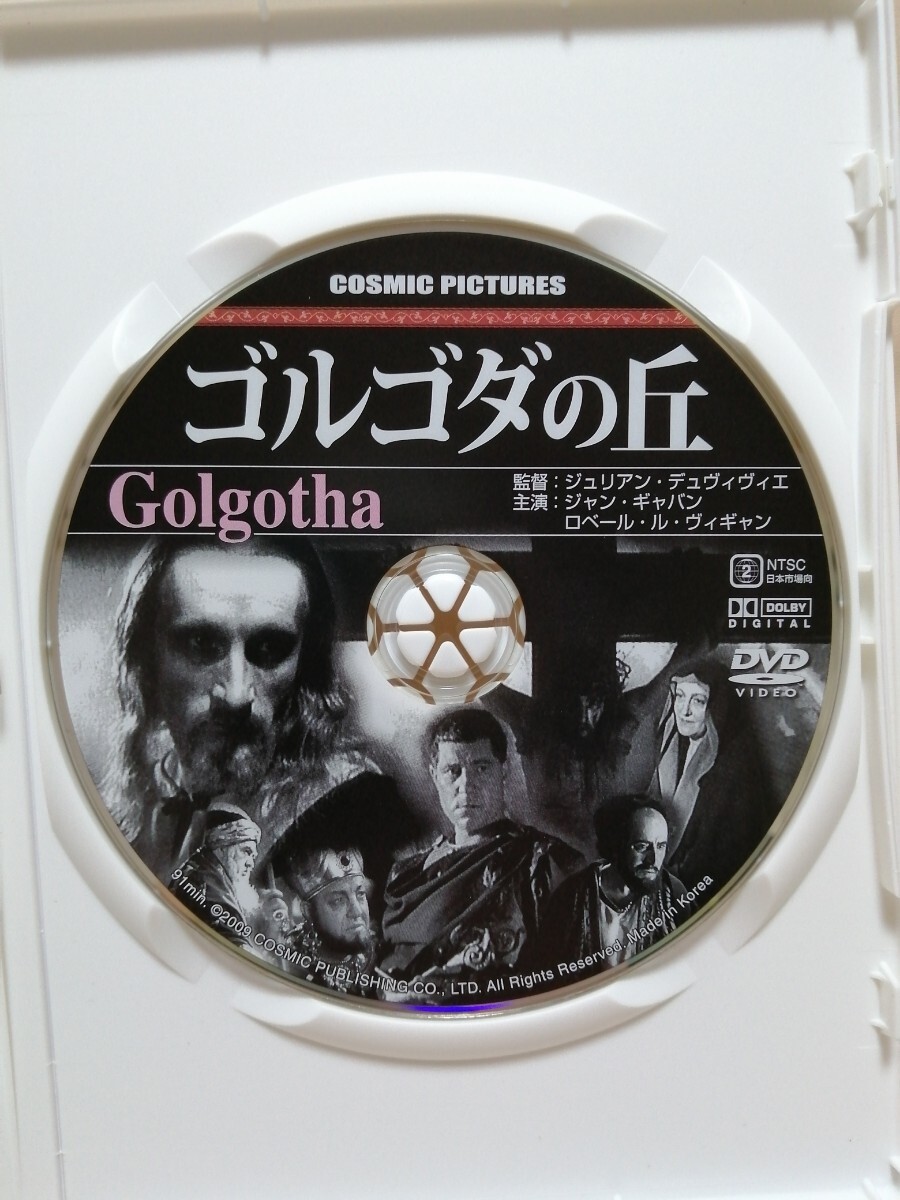 COSMIC PICTURES
ゴルゴダの丘
Golgotha
監督：ジュリアン・デュヴィヴィエ
主演：ジャン・ギャバン
ロベール・ル・ヴィギャン
2 NTSC
日本市場向
DOLBY
DIGITAL
DVD
VIDEO
91min. ©2009 COSMIC PUBLISHING CO., LTD. All Rights Reserved. Made in Korea